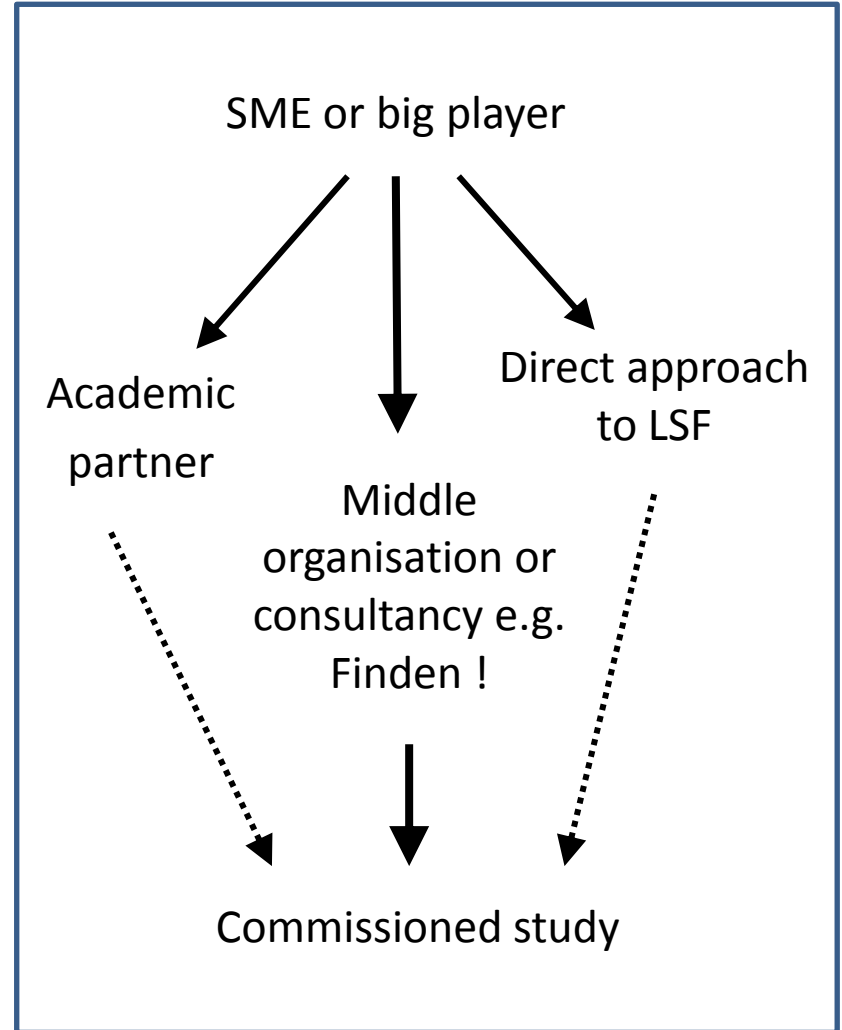 SME or big player
Academic
partner
Direct approach
to LSF
Middle
organisation or
consultancy e.g.
Finden !
Commissioned study